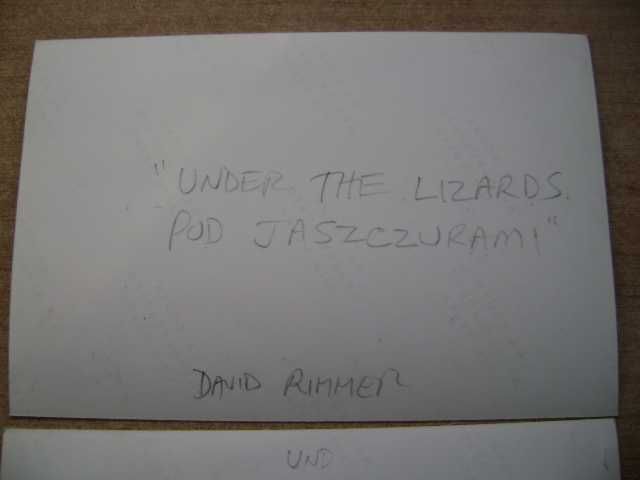 "UNDER THE LIZARDS.
POD JASZCZURAMI"
DAVID RIMMER
UND